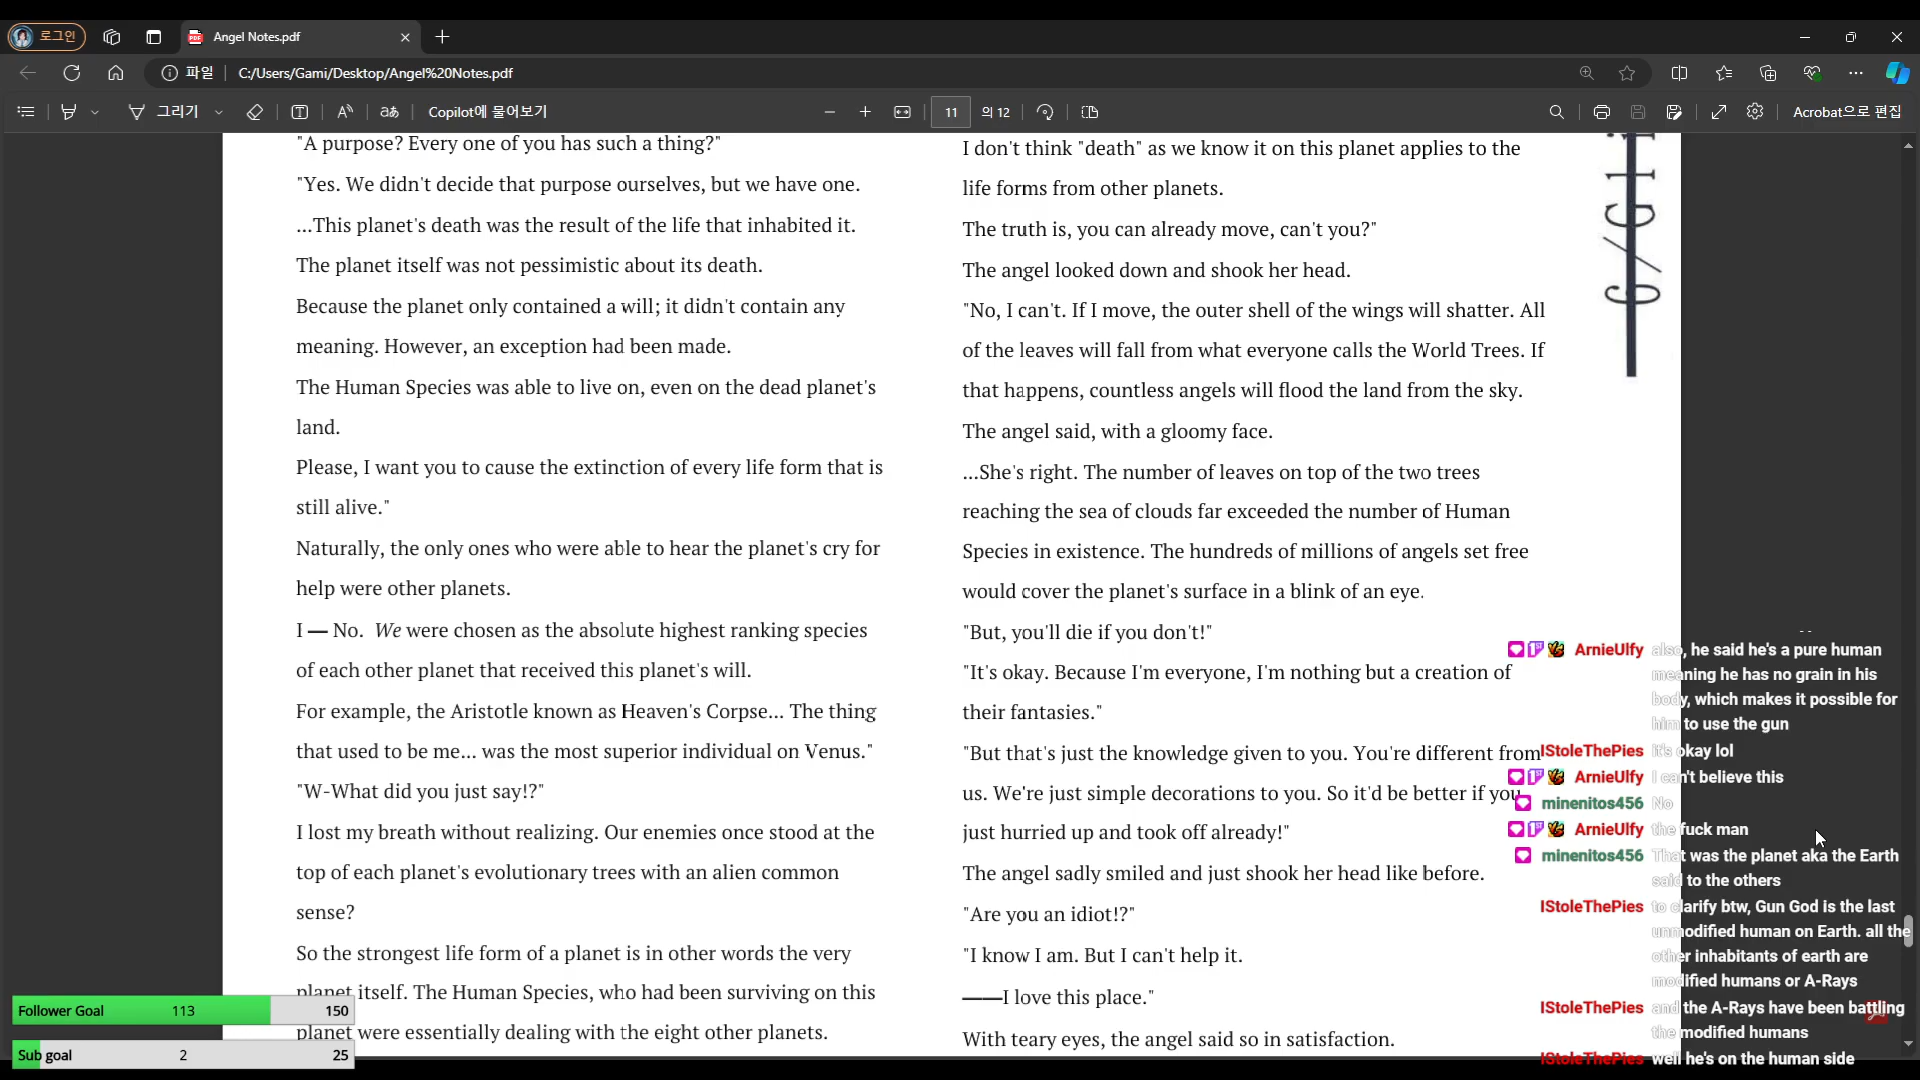 로그인
Angel Notes.pdf
파일
C:/Users/Gami/Desktop/Angel%20Notes.pdf
그리기
Copilot에 물어보기
11
의 12
Acrobat으로 편집
"A purpose? Every one of you has such a thing?"
"Yes. We didn't decide that purpose ourselves, but we have one.
...This planet's death was the result of the life that inhabited it.
The planet itself was not pessimistic about its death.
Because the planet only contained a will; it didn't contain any
meaning. However, an exception had been made.
The Human Species was able to live on, even on the dead planet's
land.
Please, I want you to cause the extinction of every life form that is
still alive."
Naturally, the only ones who were able to hear the planet's cry for
help were other planets.
I — No. We were chosen as the absolute highest ranking species
of each other planet that received this planet's will.
For example, the Aristotle known as Heaven's Corpse... The thing
that used to be me... was the most superior individual on Venus."
"W-What did you just say!?"
I lost my breath without realizing. Our enemies once stood at the
top of each planet's evolutionary trees with an alien common
sense?
So the strongest life form of a planet is in other words the very
planet itself. The Human Species, who had been surviving on this
planet were essentially dealing with the eight other planets.
I don't think "death" as we know it on this planet applies to the
life forms from other planets.
The truth is, you can already move, can't you?"
The angel looked down and shook her head.
"No, I can't. If I move, the outer shell of the wings will shatter. All
of the leaves will fall from what everyone calls the World Trees. If
that happens, countless angels will flood the land from the sky.
The angel said, with a gloomy face.
...She's right. The number of leaves on top of the two trees
reaching the sea of clouds far exceeded the number of Human
Species in existence. The hundreds of millions of angels set free
would cover the planet's surface in a blink of an eye.
"But, you'll die if you don't!"
"It's okay. Because I'm everyone, I'm nothing but a creation of
their fantasies."
"But that's just the knowledge given to you. You're different from
us. We're just simple decorations to you. So it'd be better if you
just hurried up and took off already!"
The angel sadly smiled and just shook her head like before.
"Are you an idiot!?"
"I know I am. But I can't help it.
——I love this place."
With teary eyes, the angel said so in satisfaction.
ArnieUlfy also, he said he's a pure human
meaning he has no grain in his
body, which makes it possible for
him to use the gun
IStoleThePies It's okay lol
ArnieUlfy I can't believe this
minenitos456 No
ArnieUlfy the fuck man
minenitos456 That was the planet aka the Earth
said to the others
IStoleThePies to clarify btw, Gun God is the last
unmodified human on Earth. all the
other inhabitants of earth are
modified humans or A-Rays
IStoleThePies and the A-Rays have been battling
the modified humans
IStoleThePies well he's on the human side
Follower Goal 113 150
Sub goal 2 25